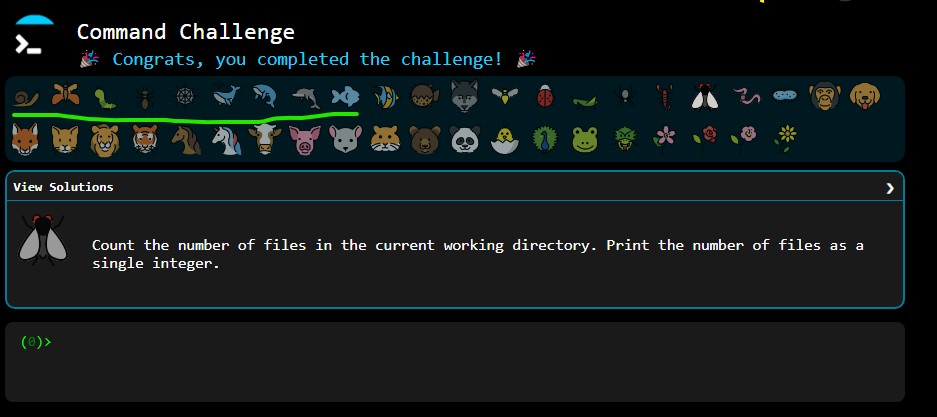 Command Challenge
🎉 Congrats, you completed the challenge! 🎉
View Solutions
Count the number of files in the current working directory. Print the number of files as a
single integer.
(0)>